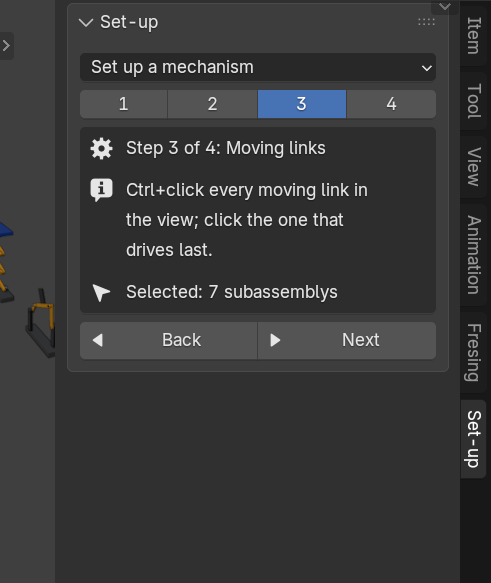 Set-up
Set up a mechanism
1 2 3 4
Step 3 of 4: Moving links
Ctrl+click every moving link in
the view; click the one that
drives last.
Selected: 7 subassemblys
Back Next
Item
Tool
View
Animation
Fresing
Set-up